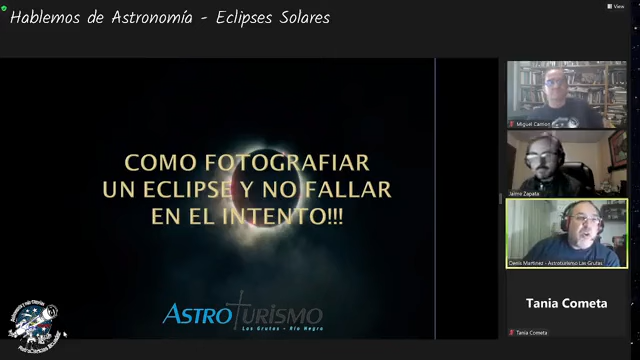 Hablemos de Astronomía - Eclipses Solares
View
COMO FOTOGRAFIAR
UN ECLIPSE Y NO FALLAR
EN EL INTENTO!!!
ASTROTURISMO
Las Grutas - Río Negro
Miguel Carrion
Jaime Zapata
Denis Martinez - AstroTurismo Las Grutas
Tania Cometa
Tania Cometa